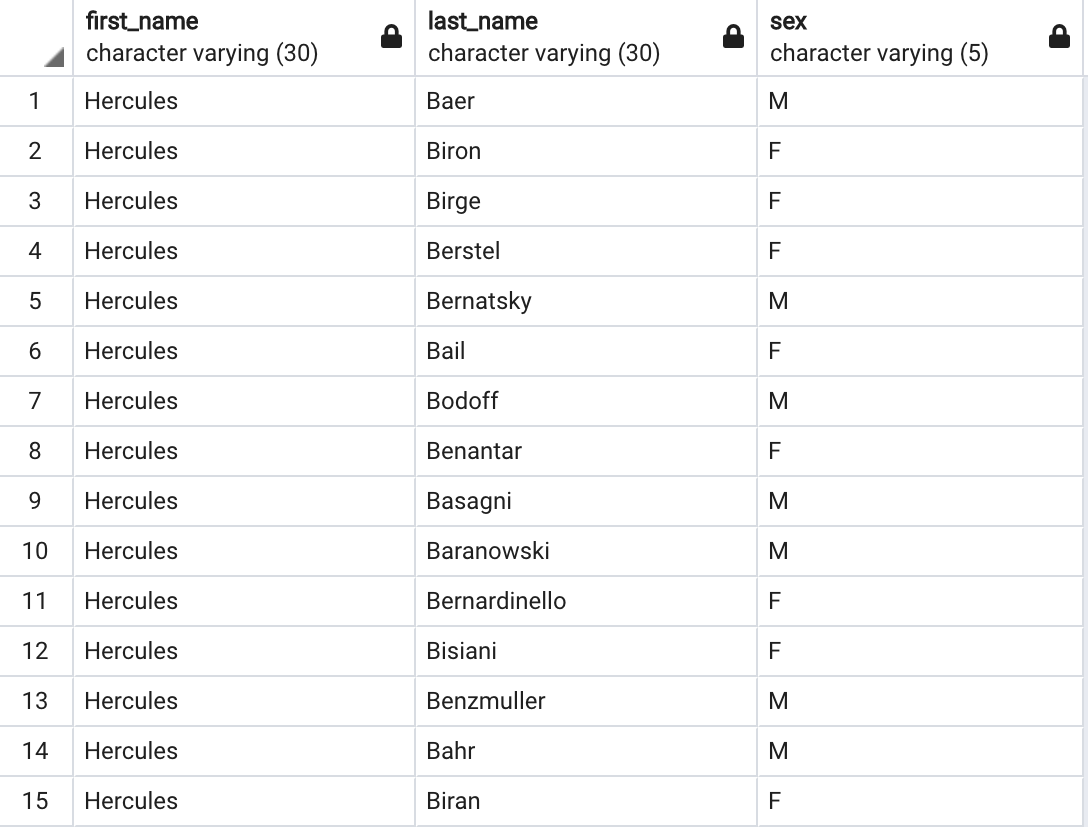 first_name last_name sex
character varying (30) character varying (30) character varying (5)
1 Hercules Baer M
2 Hercules Biron F
3 Hercules Birge F
4 Hercules Berstel F
5 Hercules Bernatsky M
6 Hercules Bail F
7 Hercules Bodoff M
8 Hercules Benantar F
9 Hercules Basagni M
10 Hercules Baranowski M
11 Hercules Bernardinello F
12 Hercules Bisiani F
13 Hercules Benzmuller M
14 Hercules Bahr M
15 Hercules Biran F